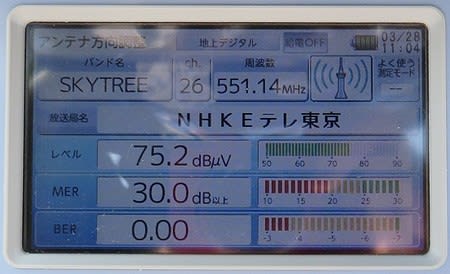 アンテナ方向調整 地上デジタル 給電OFF 03/28 11:04
バンド名 ch. 周波数 よく使う測定モード
SKYTREE 26 551.14MHz --
放送局名 NHKEテレ東京
レベル 75.2dBμV 50 60 70 80 90
MER 30.0dB以上 10 15 20 25 30
BER 0.00 -3 -4 -5 -6 -7